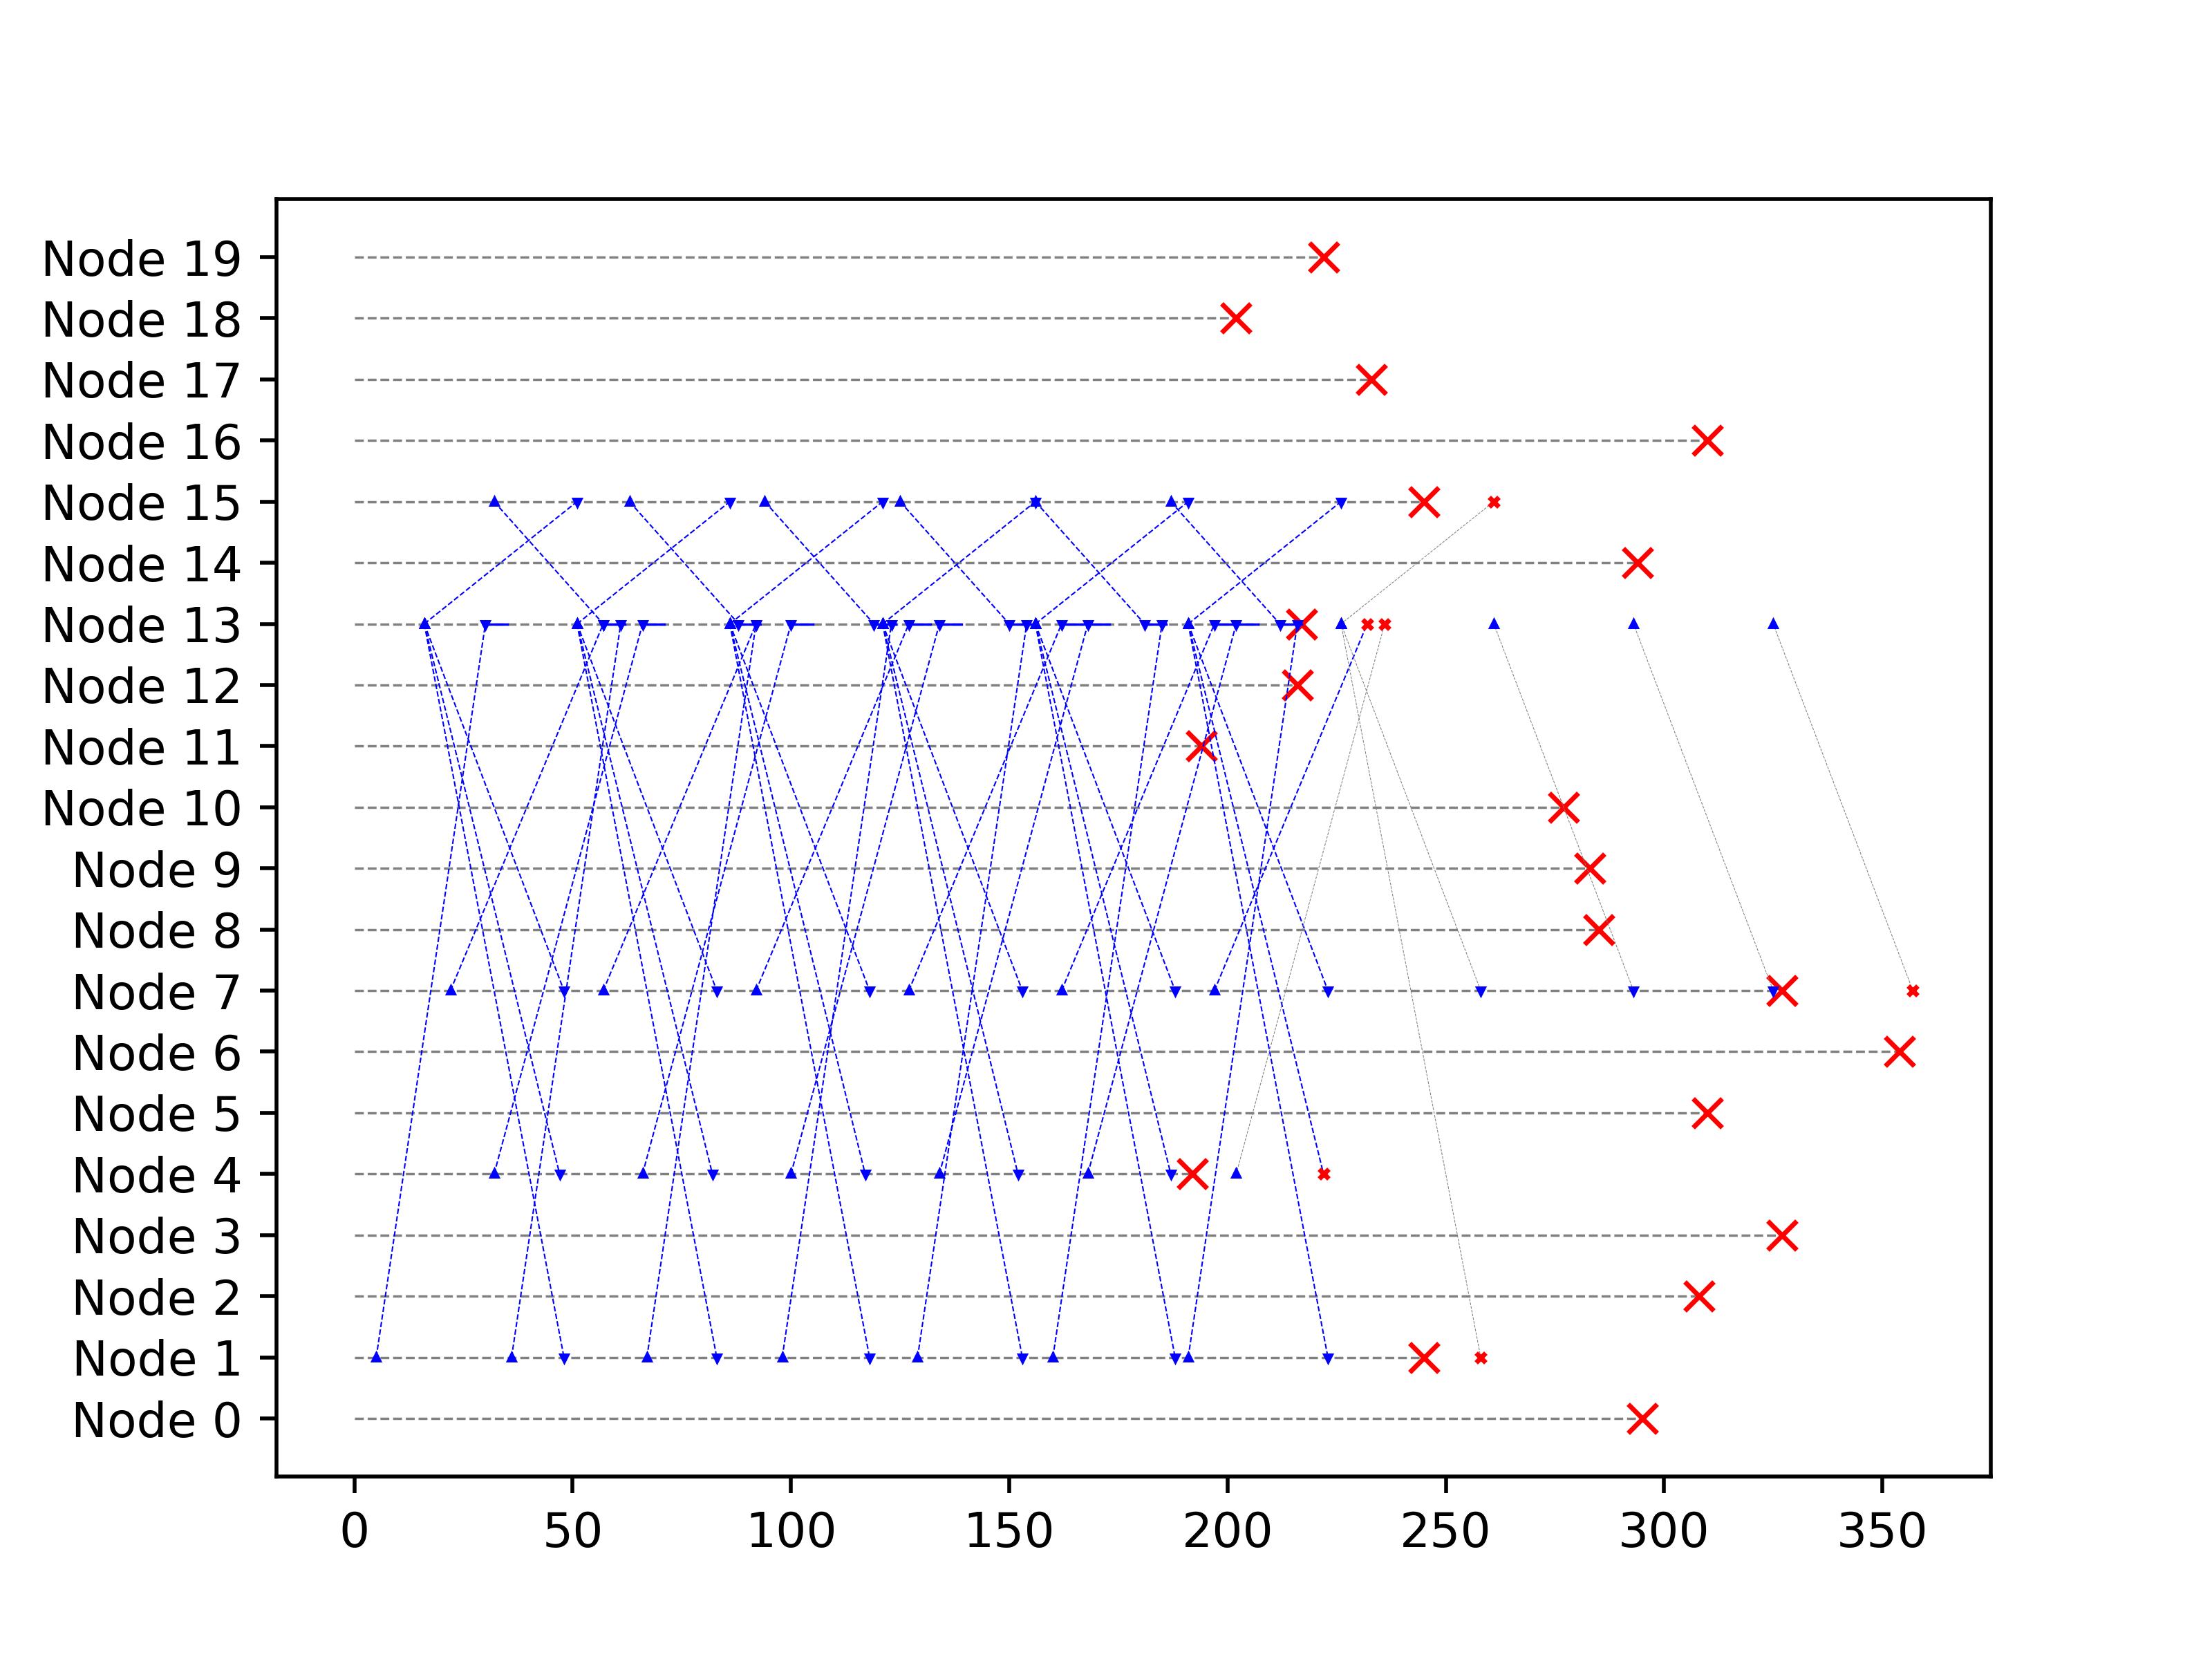 Node 19
Node 18
Node 17
Node 16
Node 15
Node 14
Node 13
Node 12
Node 11
Node 10
Node 9
Node 8
Node 7
Node 6
Node 5
Node 4
Node 3
Node 2
Node 1
Node 0
0 50 100 150 200 250 300 350